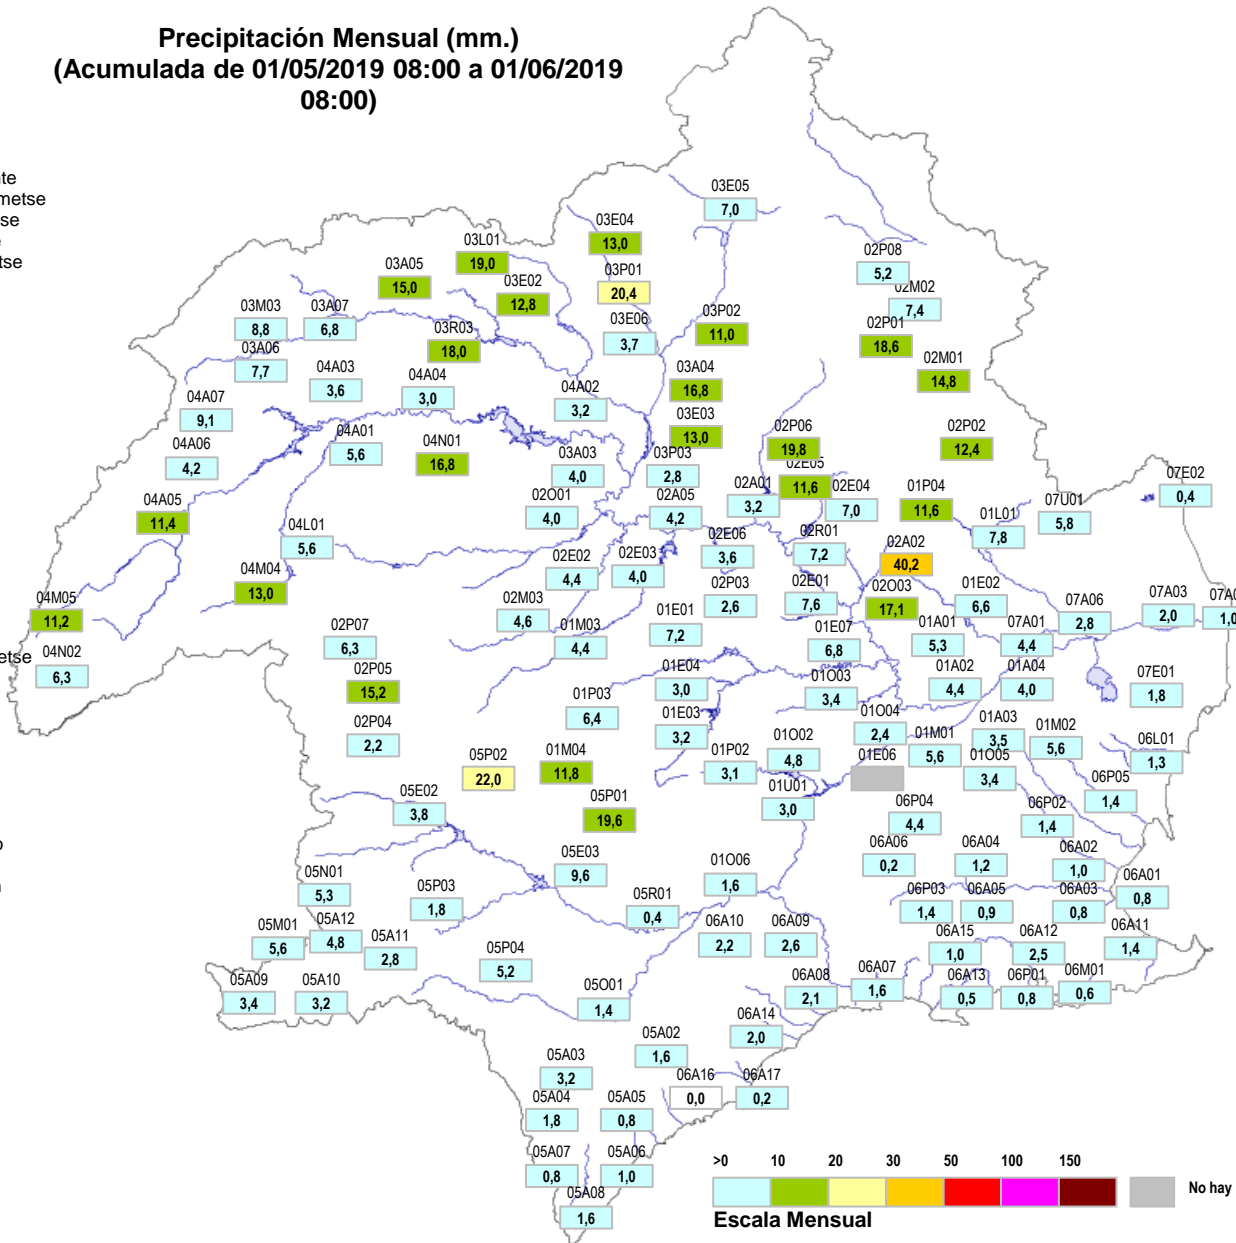 Precipitación Mensual (mm.)
(Acumulada de 01/05/2019 08:00 a 01/06/2019
08:00)
03E05
7,0
03E04
13,0
03L01
19,0
02P08
5,2
03A05
15,0
03E02
12,8
03P01
20,4
02M02
7,4
03M03
8,8
03A07
6,8
03R03
18,0
03E06
3,7
03P02
11,0
02P01
18,6
03A06
7,7
04A03
3,6
04A04
3,0
04A02
3,2
03A04
16,8
02M01
14,8
04A07
9,1
03E03
13,0
02P06
19,8
02P02
12,4
04A06
4,2
04A01
5,6
04N01
16,8
03A03
4,0
03P03
2,8
02A01
3,2
02E05
11,6
02E04
7,0
01P04
11,6
07E02
0,4
04A05
11,4
02O01
4,0
02A05
4,2
07U01
5,8
01L01
7,8
04L01
5,6
02E06
3,6
02R01
7,2
02A02
40,2
04M04
13,0
02E02
4,4
02E03
4,0
02P03
2,6
02E01
7,6
02O03
17,1
01E02
6,6
07A03
2,0
1,0
04M05
11,2
02M03
4,6
01E01
7,2
07A06
2,8
02P07
6,3
01M03
4,4
01E07
6,8
01A01
5,3
07A01
4,4
etse
04N02
6,3
02P05
15,2
01E04
3,0
01O03
3,4
01A02
4,4
01A04
4,0
07E01
1,8
02P04
2,2
01P03
6,4
01E03
3,2
01O04
2,4
01A03
3,5
01M02
5,6
05P02
22,0
01M04
11,8
01P02
3,1
01O02
4,8
01E06
01M01
5,6
01O05
3,4
06L01
1,3
05E02
3,8
05P01
19,6
01U01
3,0
06P04
4,4
06P02
1,4
06P05
1,4
05E03
9,6
01O06
1,6
06A06
0,2
06A04
1,2
06A02
1,0
05N01
5,3
05P03
1,8
05R01
0,4
06P03
1,4
06A05
0,9
06A03
0,8
06A01
0,8
05M01
5,6
05A12
4,8
05A11
2,8
05P04
5,2
06A10
2,2
06A09
2,6
06A15
1,0
06A12
2,5
06A11
1,4
05A09
3,4
05A10
3,2
05O01
1,4
06A08
2,1
06A07
1,6
06A13
0,5
06P01
0,8
06M01
0,6
05A02
1,6
06A14
2,0
05A03
3,2
06A16
0,0
06A17
0,2
05A04
1,8
05A05
0,8
05A07
0,8
05A06
1,0
05A08
1,6
>0 10 20 30 50 100 150
No hay
Escala Mensual